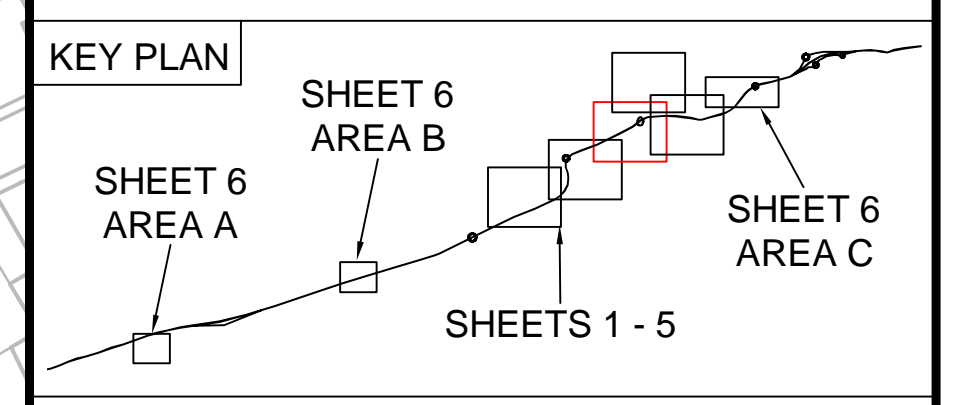 KEY PLAN
SHEET 6
AREA B
SHEET 6
AREA A
SHEET 6
AREA C
SHEETS 1 - 5